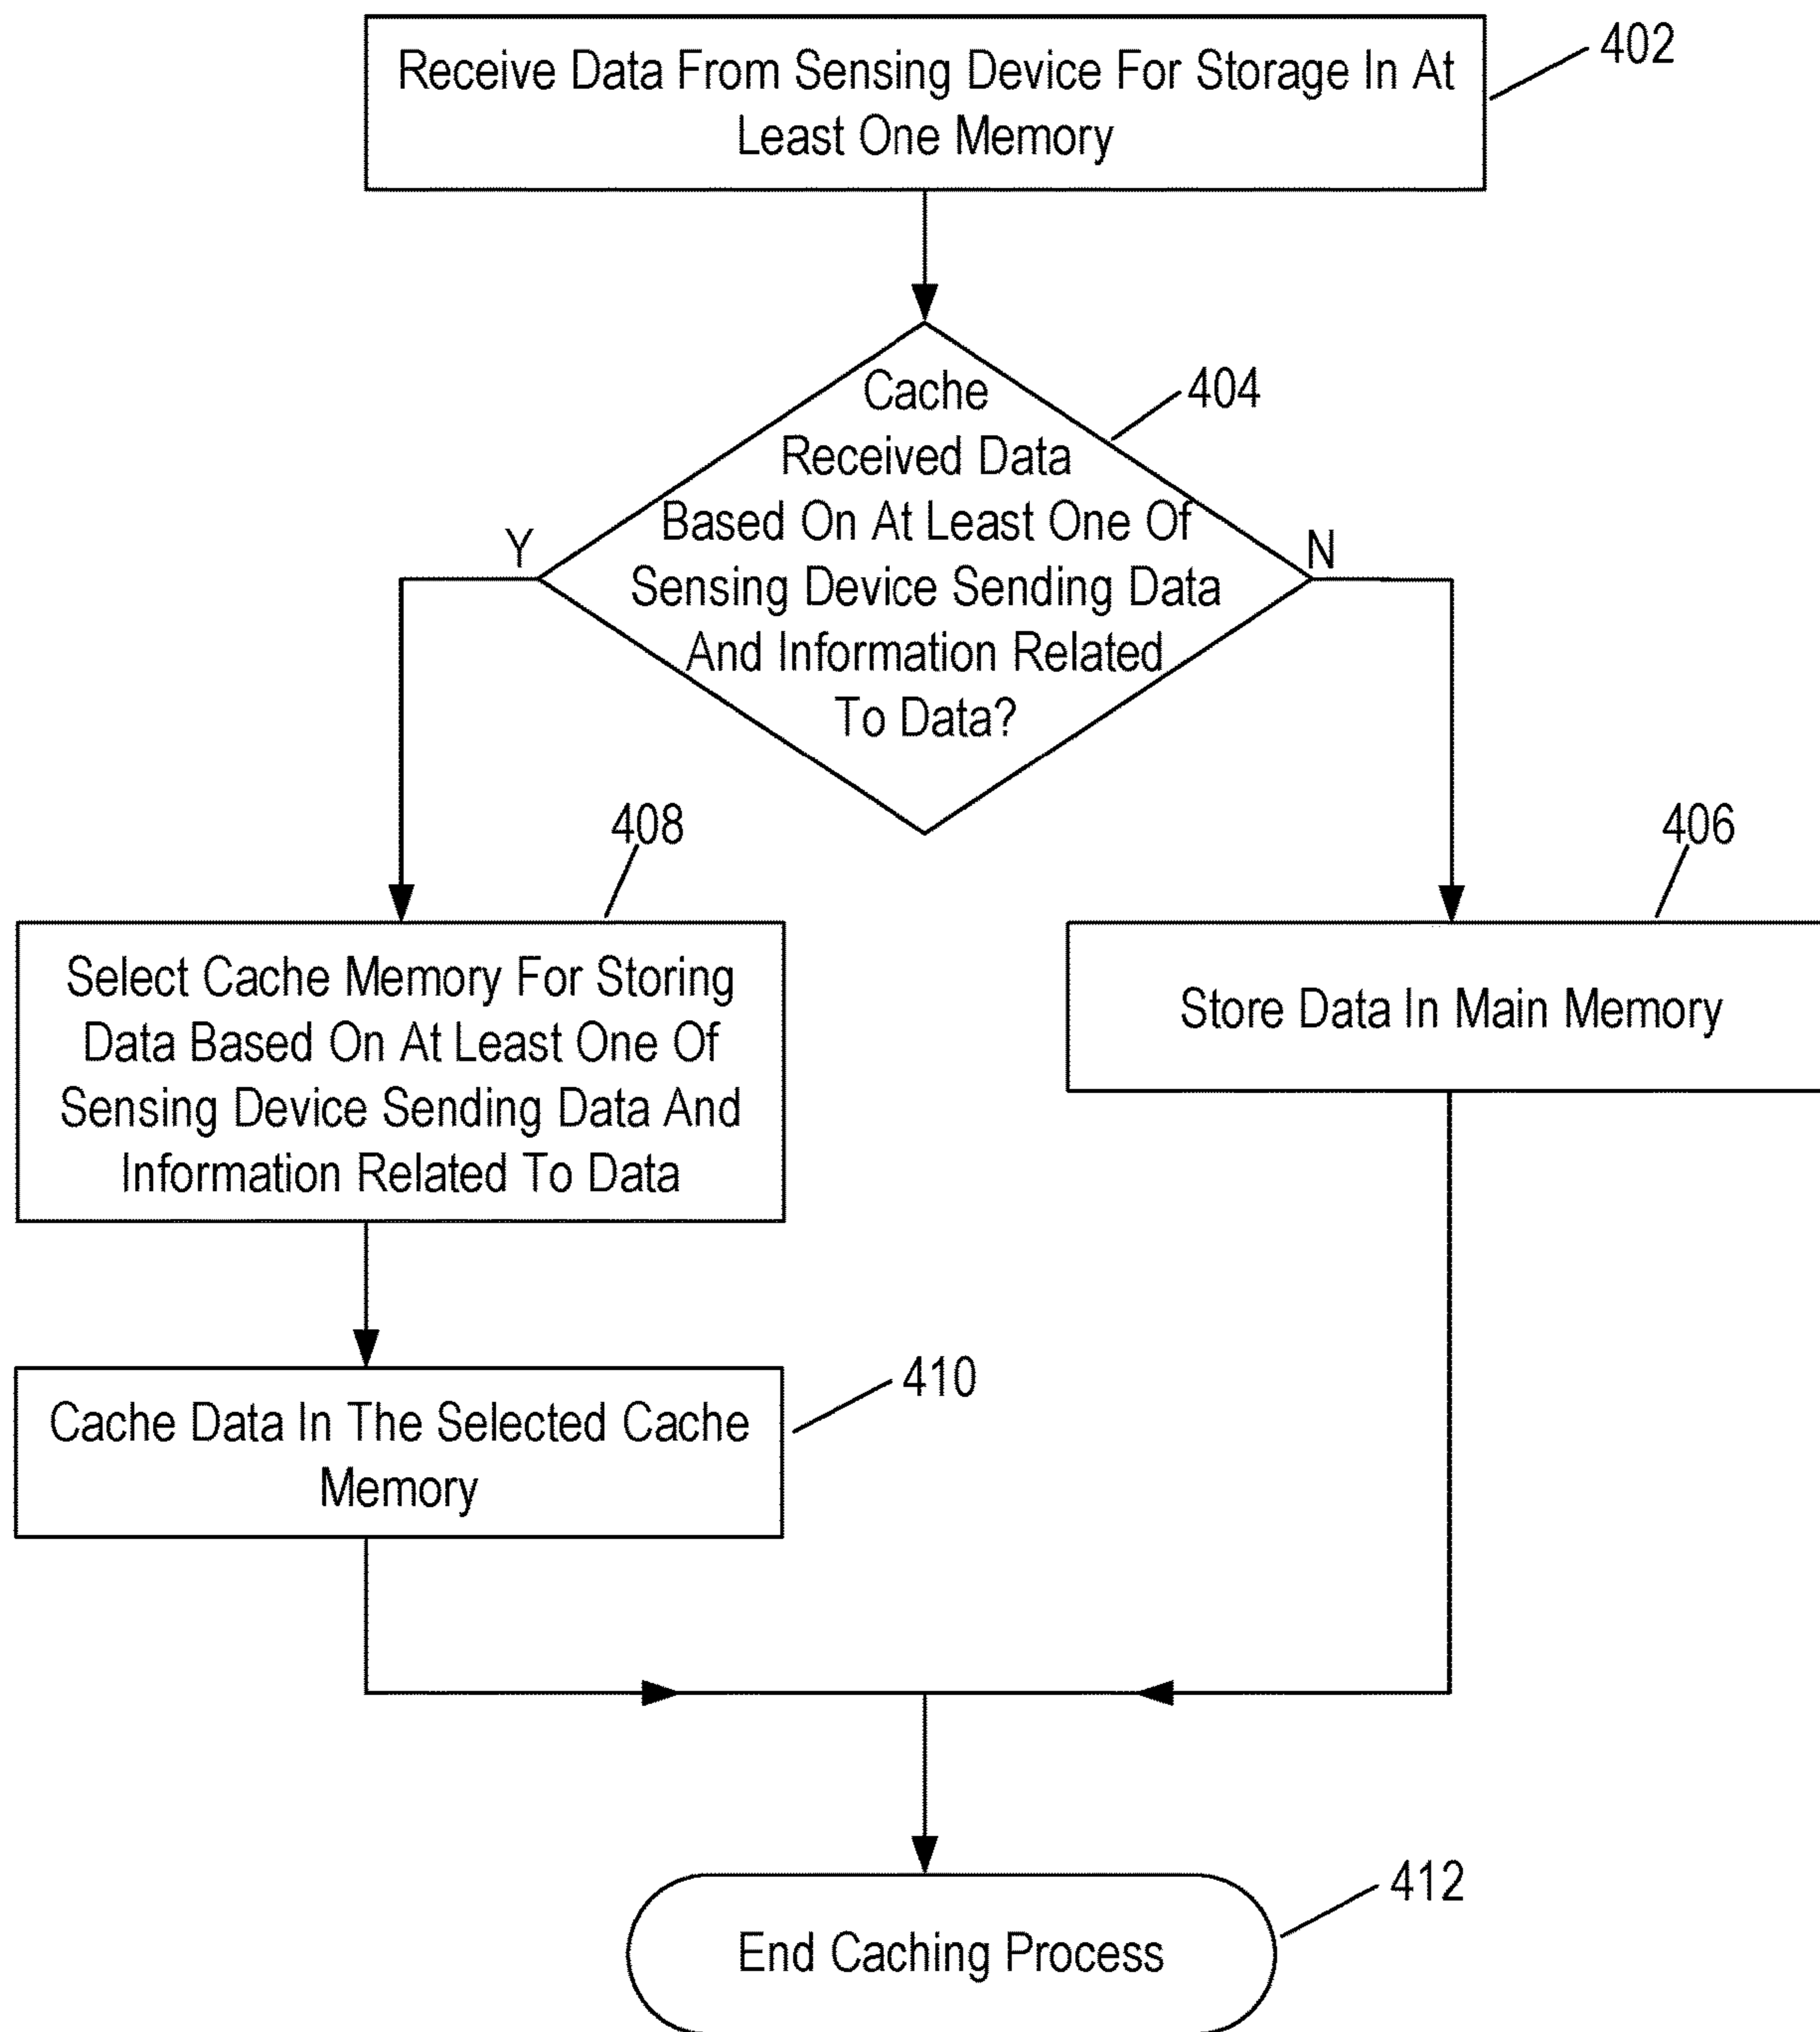 Receive Data From Sensing Device For Storage In At
Least One Memory
402
Cache
Received Data
Based On At Least One Of
Sensing Device Sending Data
And Information Related
To Data?
404
Y
N
408
Select Cache Memory For Storing
Data Based On At Least One Of
Sensing Device Sending Data And
Information Related To Data
406
Store Data In Main Memory
Cache Data In The Selected Cache
Memory
410
End Caching Process
412